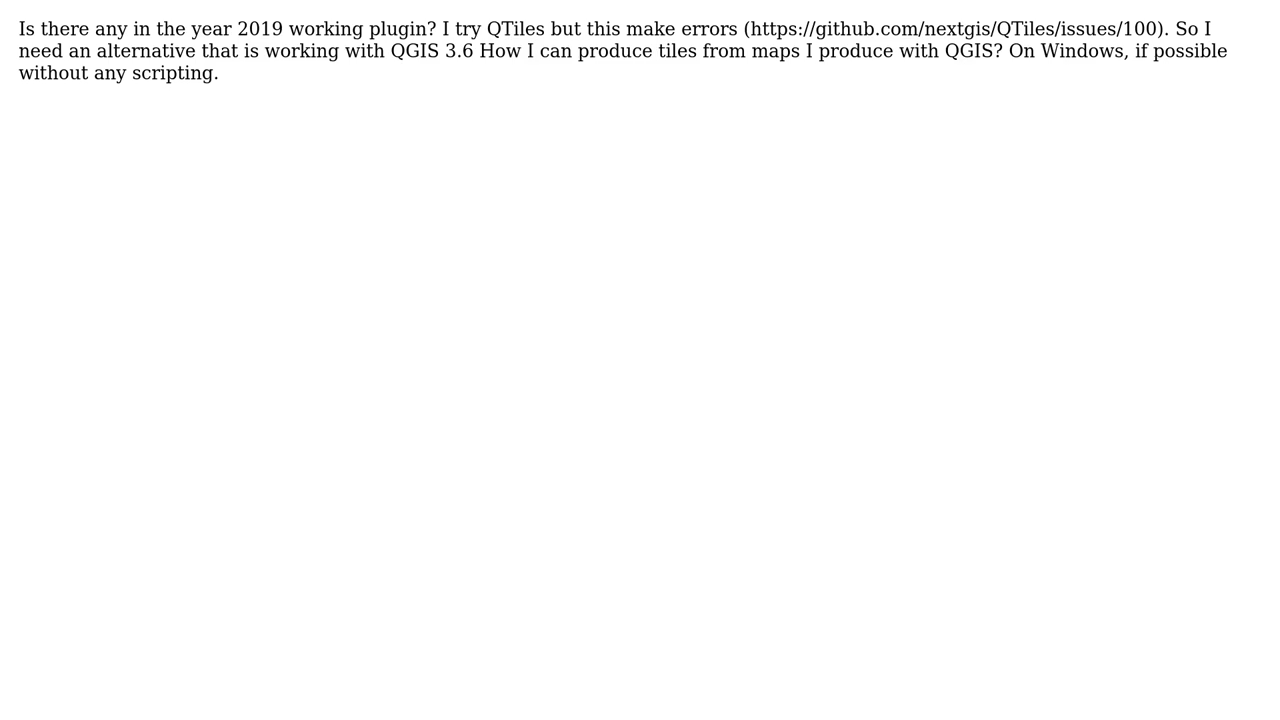 Is there any in the year 2019 working plugin? I try QTiles but this make errors (https://github.com/nextgis/QTiles/issues/100). So I
need an alternative that is working with QGIS 3.6 How I can produce tiles from maps I produce with QGIS? On Windows, if possible
without any scripting.